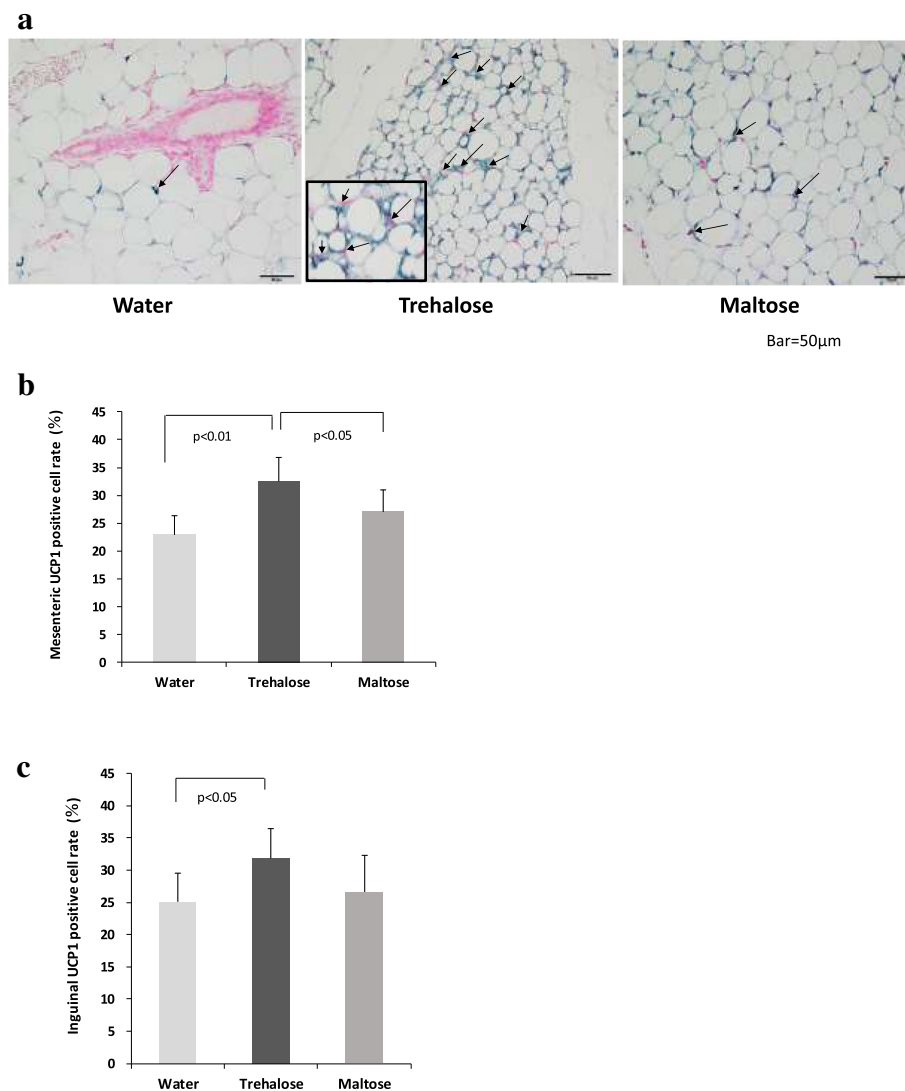 a
Water
Trehalose
Maltose
Bar=50μm
b
Mesenteric UCP1 positive cell rate (%)
45
40
35
30
25
20
15
10
5
0
p<0.01
p<0.05
Water
Trehalose
Maltose
c
Inguinal UCP1 positive cell rate (%)
45
40
35
30
25
20
15
10
5
0
p<0.05
Water
Trehalose
Maltose